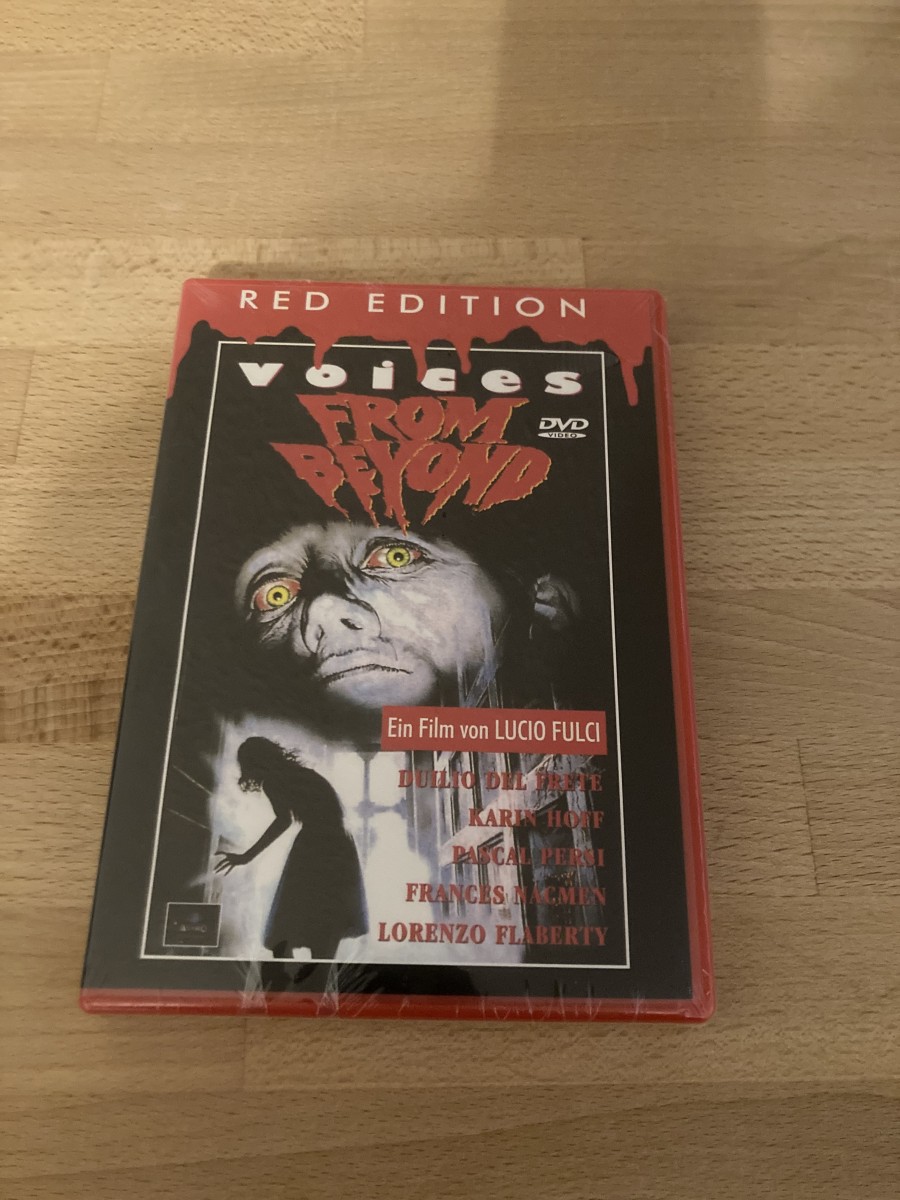 RED EDITION
voices
FROM
BEYOND
DVD
VIDEO
Ein Film von LUCIO FULCI
DUILIO DEL PRETE
KARIN HOFF
PASCAL PERSI
FRANCES NACMEN
LORENZO FLABERTY